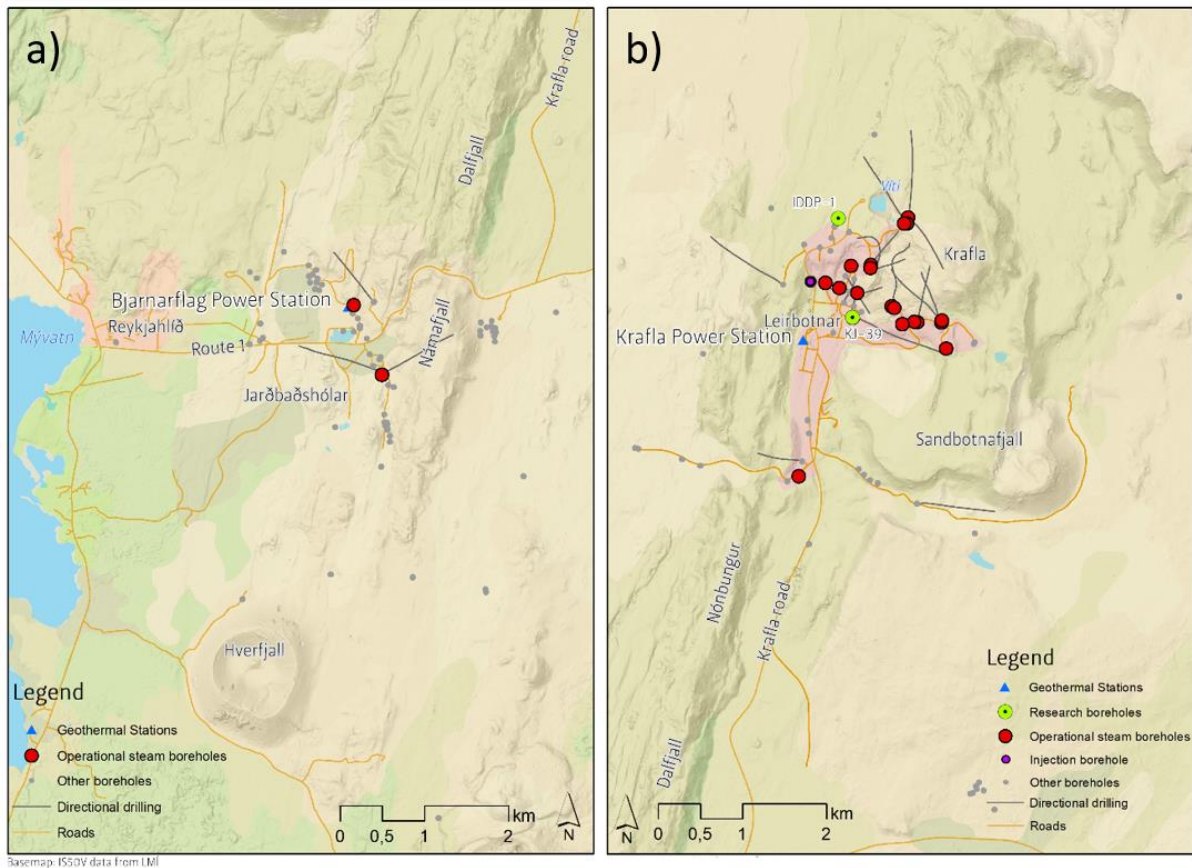 a)
Krafla road
Dalfjall
Bjarnarflag Power Station
Mývatn
Reykjahlíð
Route 1
Námafjall
Jarðbaðshólar
Hverfjall
Legend
Geothermal Stations
Operational steam boreholes
Other boreholes
Directional drilling
Roads
0 0,5 1 2
km
N
Basemap: IS50V data from LMÍ
b)
Víti
IDDP-1
Krafla
Leirbotnar
KJ-39
Krafla Power Station
Sandbotnafjall
Nónbungur
Krafla road
Dalfjall
Legend
Geothermal Stations
Research boreholes
Operational steam boreholes
Injection borehole
Other boreholes
Directional drilling
Roads
0 0,5 1 2
km
N